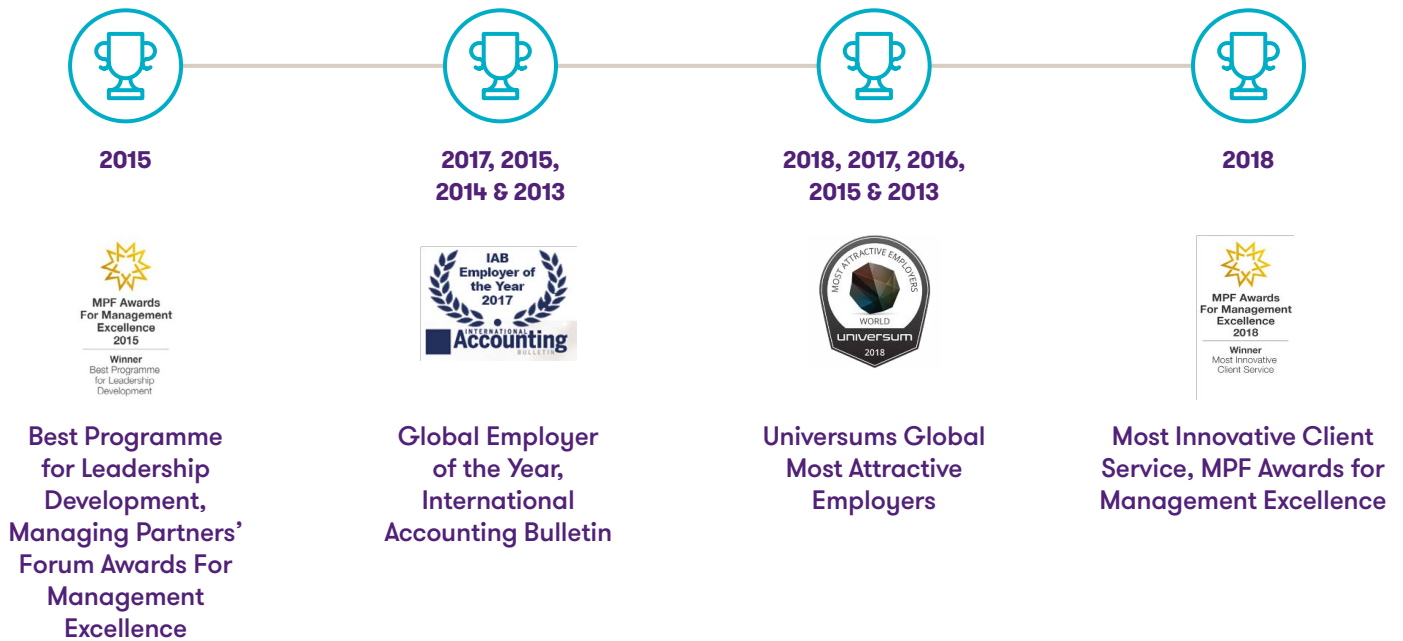 2015
2017, 2015,
2014 & 2013
2018, 2017, 2016,
2015 & 2013
2018
MPF Awards
For Management
Excellence
2015
Winner
Best Programme
for Leadership
Development
IAB
Employer of
the Year
2017
INTERNATIONAL
Accounting
BULLETIN
MOST ATTRACTIVE EMPLOYERS
WORLD
universum
2018
MPF Awards
For Management
Excellence
2018
Winner
Most Innovative
Client Service
Best Programme
for Leadership
Development,
Managing Partners’
Forum Awards For
Management
Excellence
Global Employer
of the Year,
International
Accounting Bulletin
Universums Global
Most Attractive
Employers
Most Innovative Client
Service, MPF Awards for
Management Excellence